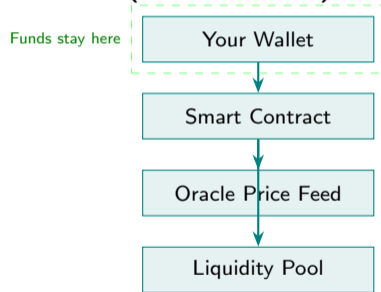 Funds stay here
Your Wallet
Smart Contract
Oracle Price Feed
Liquidity Pool